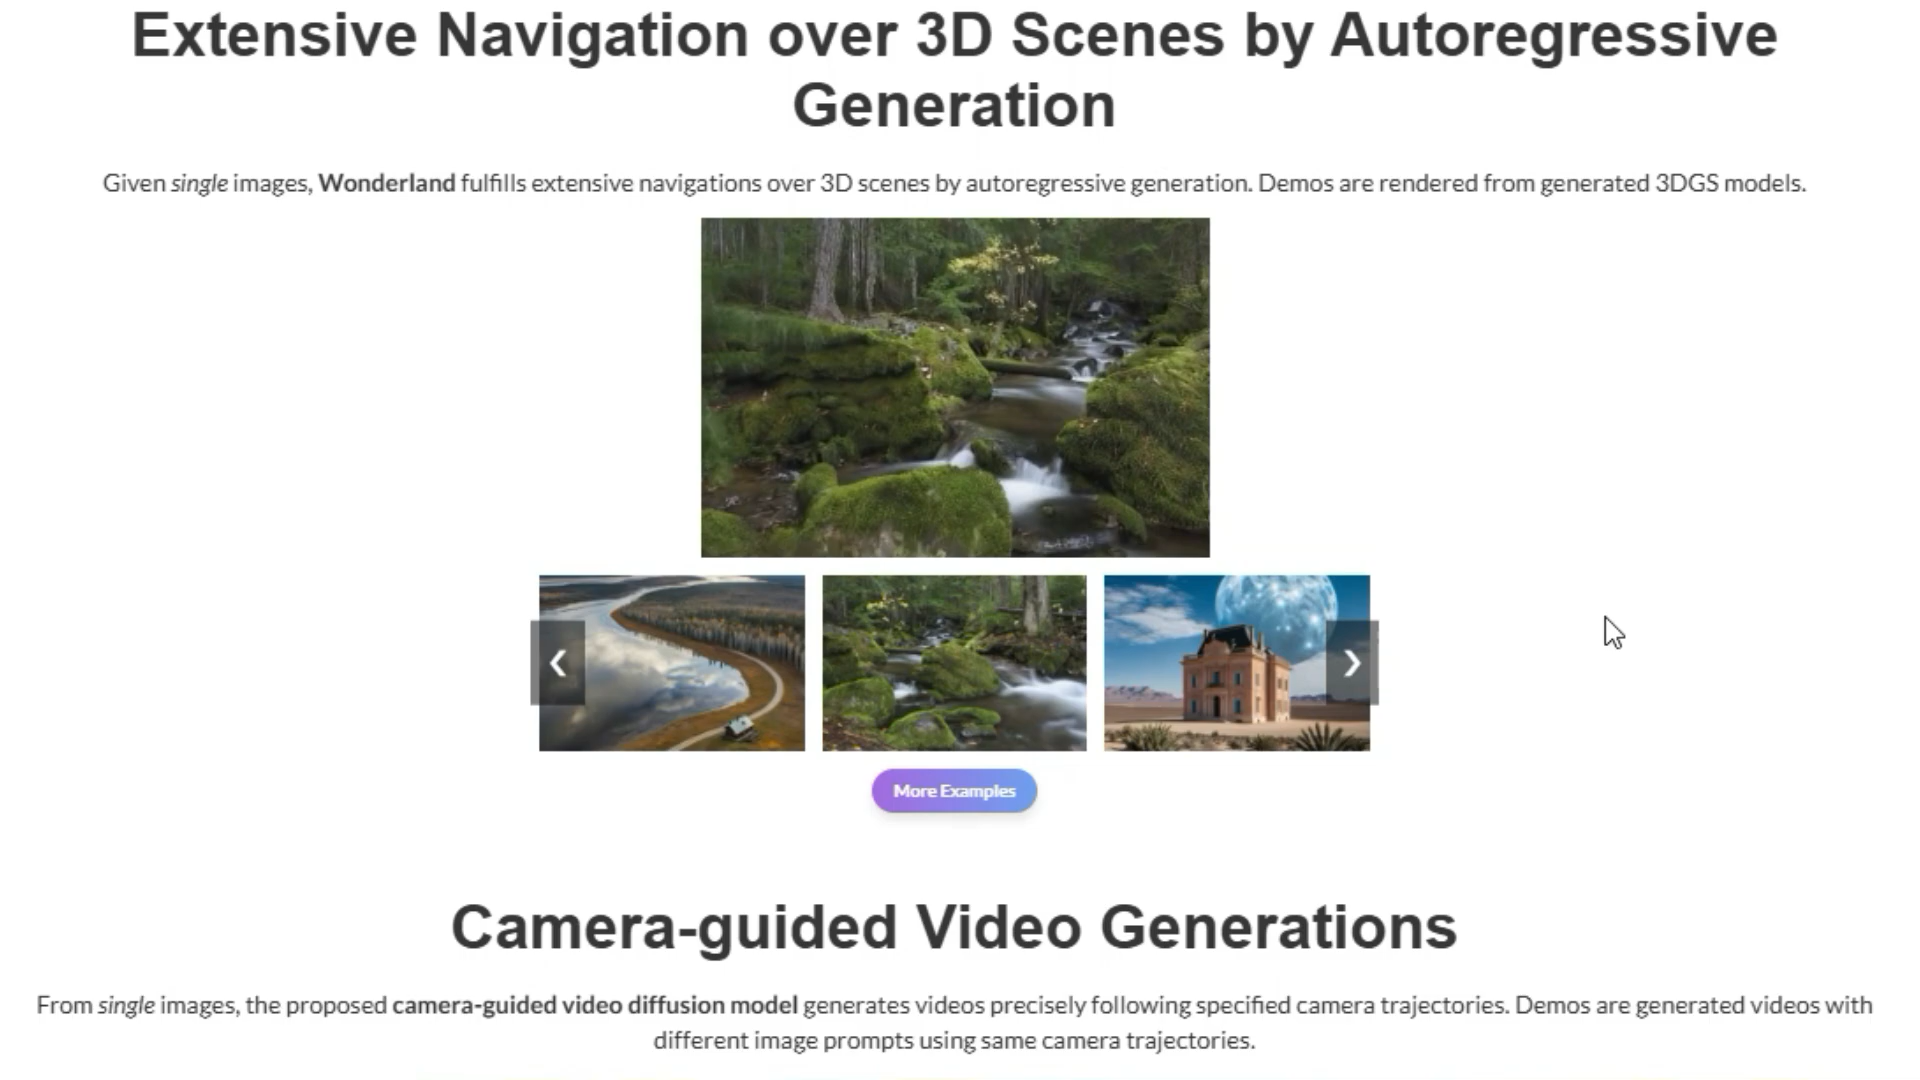 Extensive Navigation over 3D Scenes by Autoregressive
Generation
Given single images, Wonderland fulfills extensive navigations over 3D scenes by autoregressive generation. Demos are rendered from generated 3DGS models.
❮ ❯
More Examples
Camera-guided Video Generations
From single images, the proposed camera-guided video diffusion model generates videos precisely following specified camera trajectories. Demos are generated videos with
different image prompts using same camera trajectories.